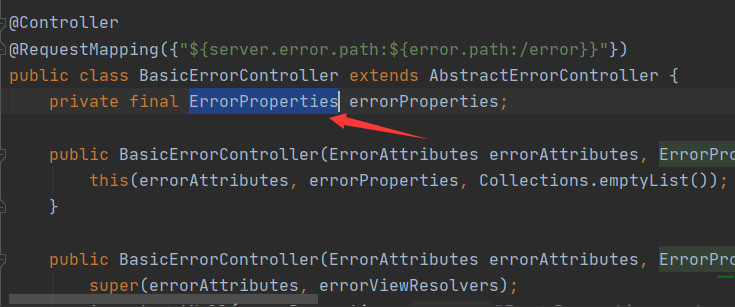 @Controller
@RequestMapping({"${server.error.path:${error.path:/error}}"})
public class BasicErrorController extends AbstractErrorController {
private final ErrorProperties errorProperties;
public BasicErrorController(ErrorAttributes errorAttributes, ErrorPro
this(errorAttributes, errorProperties, Collections.emptyList());
}
public BasicErrorController(ErrorAttributes errorAttributes, ErrorPro
super(errorAttributes, errorViewResolvers);